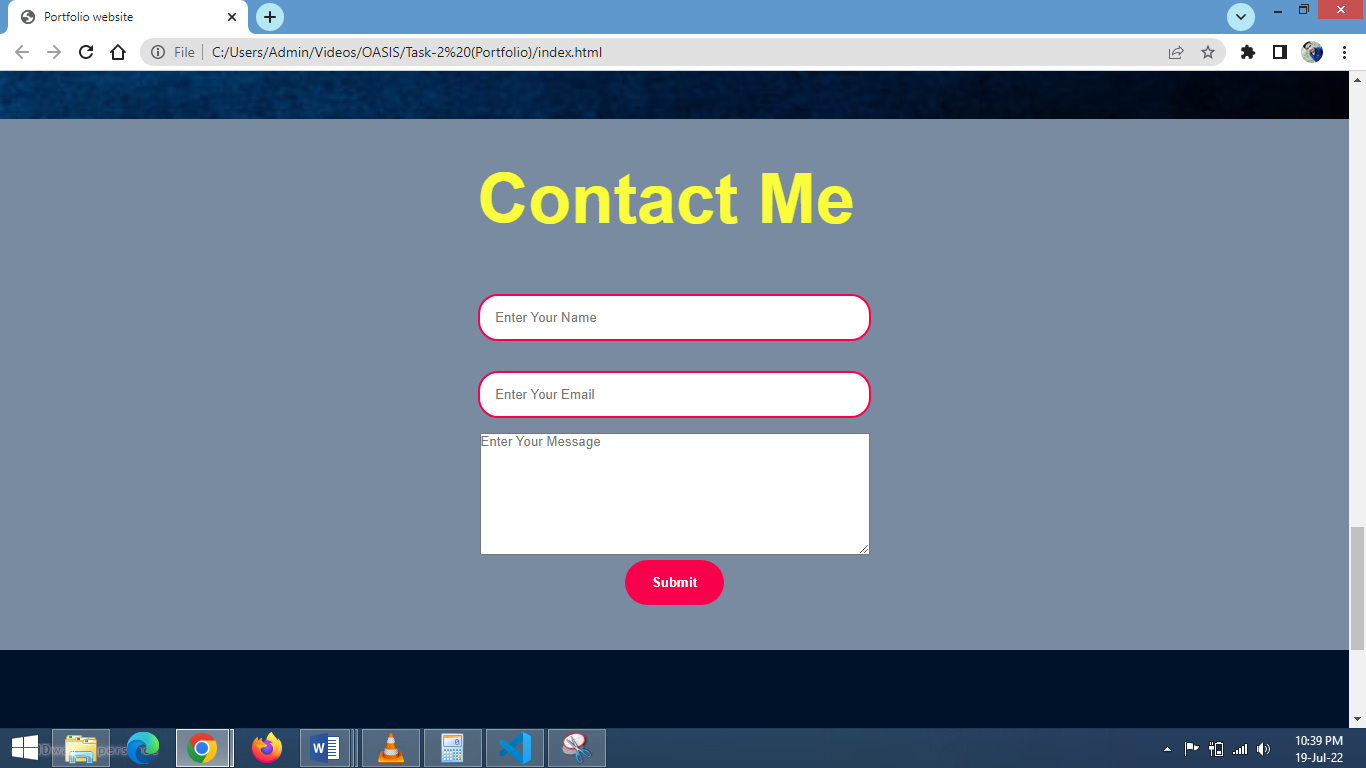 Portfolio website
File
C:/Users/Admin/Videos/OASIS/Task-2%20(Portfolio)/index.html
Contact Me
Enter Your Name
Enter Your Email
Enter Your Message
Submit
10:39 PM
19-Jul-22